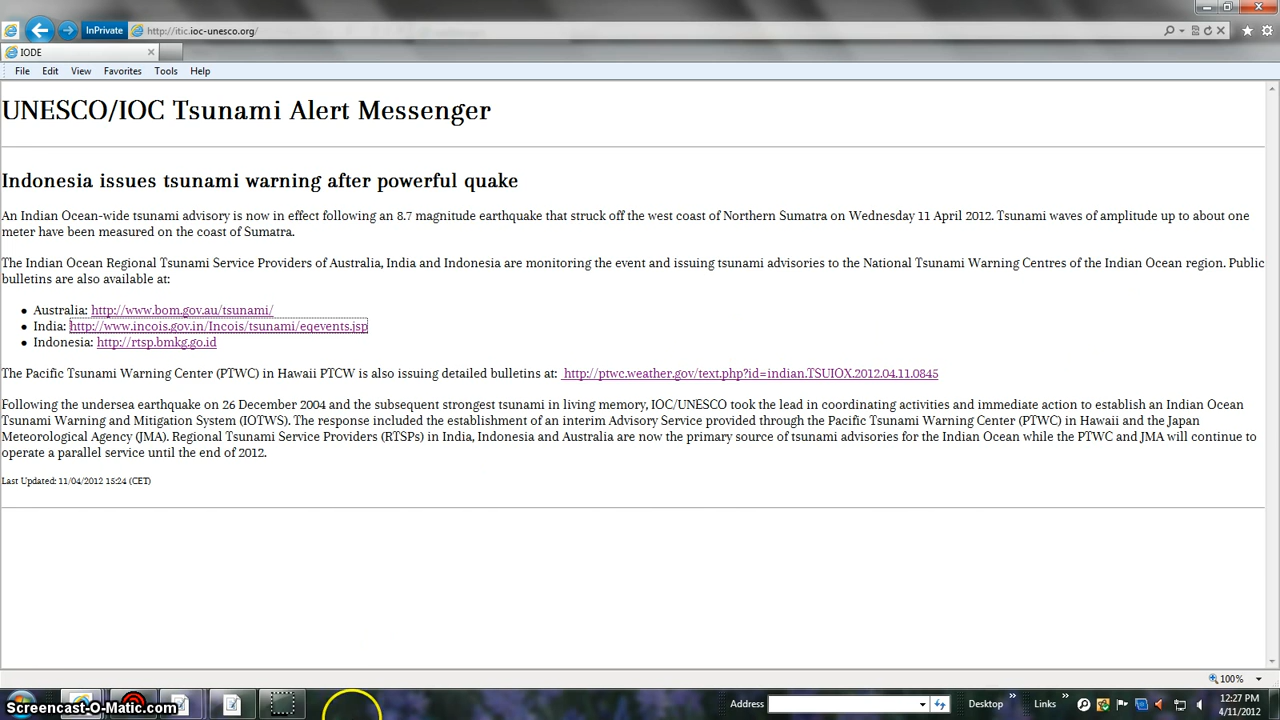 InPrivate
http://itic.ioc-unesco.org/
IODE
File Edit View Favorites Tools Help
UNESCO/IOC Tsunami Alert Messenger
Indonesia issues tsunami warning after powerful quake
An Indian Ocean-wide tsunami advisory is now in effect following an 8.7 magnitude earthquake that struck off the west coast of Northern Sumatra on Wednesday 11 April 2012. Tsunami waves of amplitude up to about one
meter have been measured on the coast of Sumatra.
The Indian Ocean Regional Tsunami Service Providers of Australia, India and Indonesia are monitoring the event and issuing tsunami advisories to the National Tsunami Warning Centres of the Indian Ocean region. Public
bulletins are also available at:
Australia: http://www.bom.gov.au/tsunami/
India: http://www.incois.gov.in/Incois/tsunami/eqevents.jsp
Indonesia: http://rtsp.bmkg.go.id
The Pacific Tsunami Warning Center (PTWC) in Hawaii PTCW is also issuing detailed bulletins at: http://ptwc.weather.gov/text.php?id=indian.TSUIOX.2012.04.11.0845
Following the undersea earthquake on 26 December 2004 and the subsequent strongest tsunami in living memory, IOC/UNESCO took the lead in coordinating activities and immediate action to establish an Indian Ocean
Tsunami Warning and Mitigation System (IOTWS). The response included the establishment of an interim Advisory Service provided through the Pacific Tsunami Warning Center (PTWC) in Hawaii and the Japan
Meteorological Agency (JMA). Regional Tsunami Service Providers (RTSPs) in India, Indonesia and Australia are now the primary source of tsunami advisories for the Indian Ocean while the PTWC and JMA will continue to
operate a parallel service until the end of 2012.
Last Updated: 11/04/2012 15:24 (CET)
100%
Screencast-O-Matic.com
Address
Desktop
Links
12:27 PM
4/11/2012